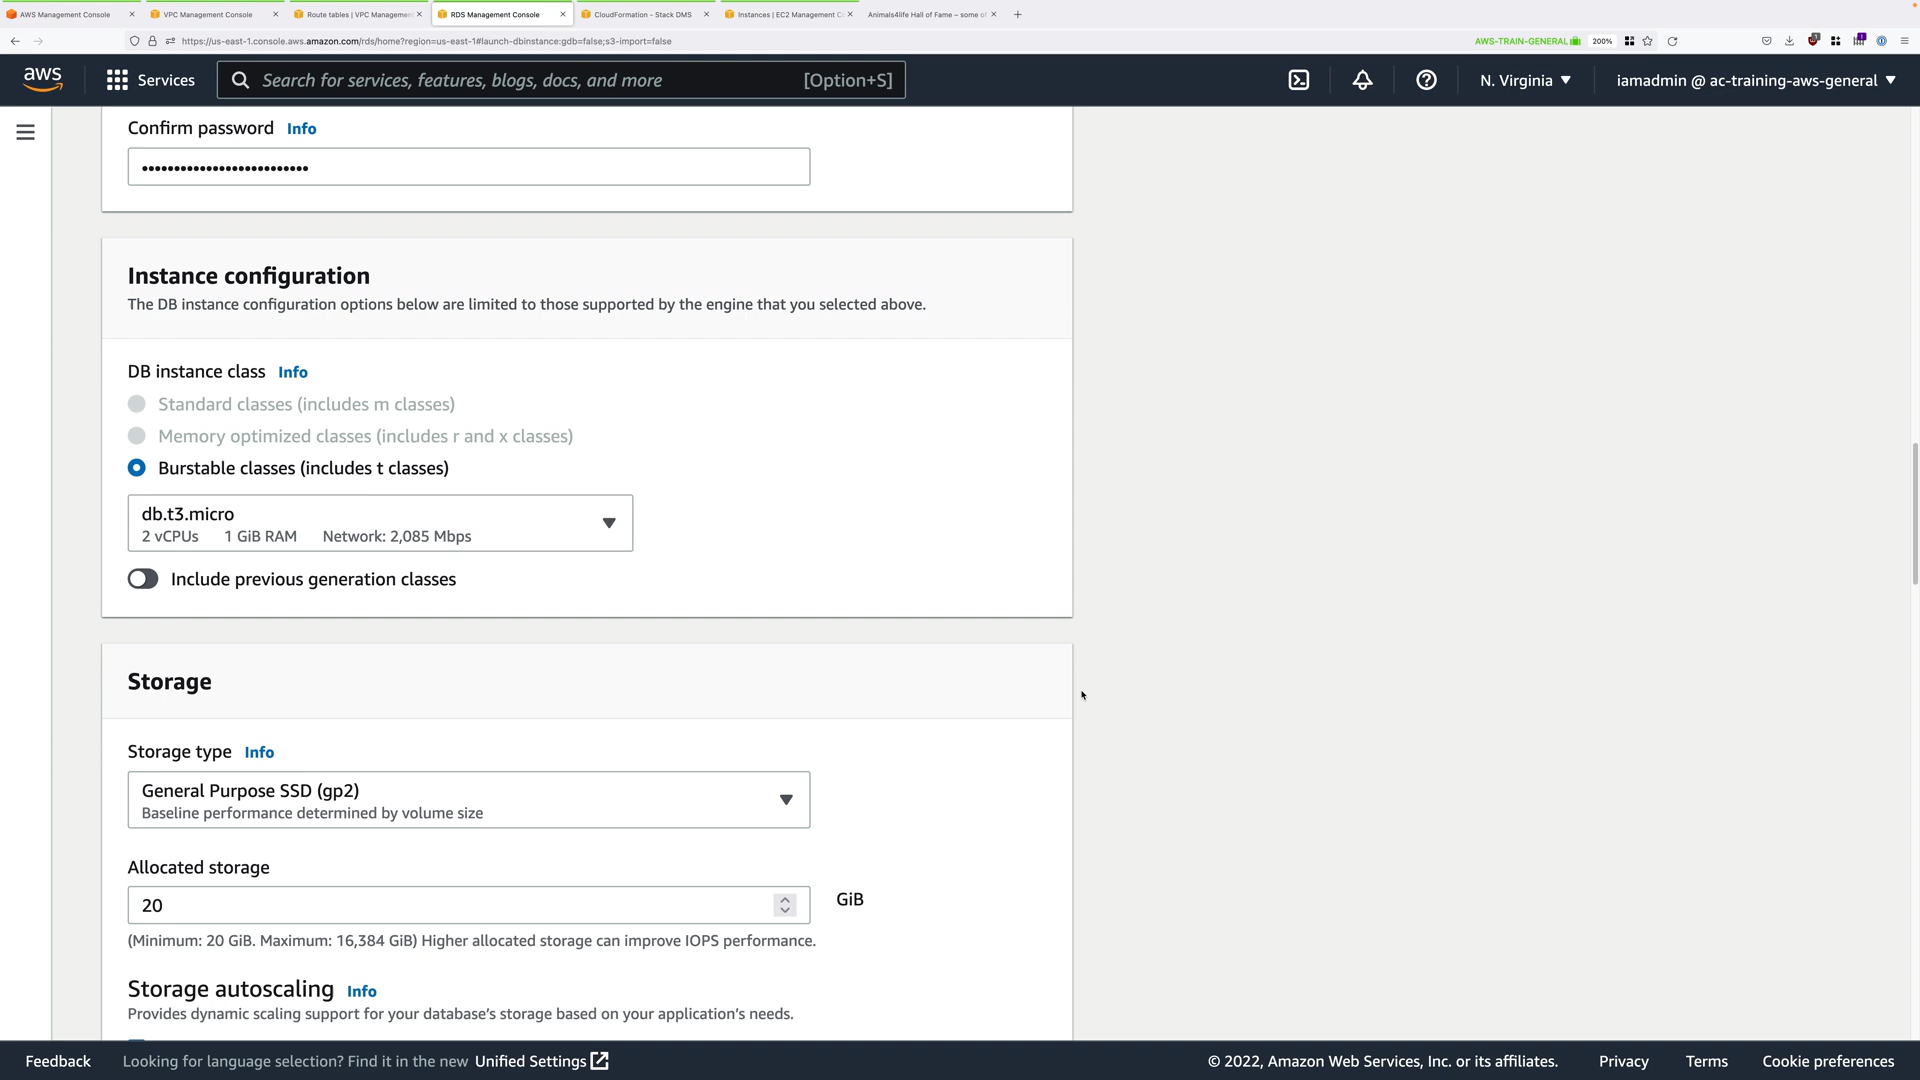 AWS Management Console
VPC Management Console
Route tables | VPC Managemen
RDS Management Console
CloudFormation - Stack DMS
Instances | EC2 Management C
Animals4life Hall of Fame – some of
https://us-east-1.console.aws.amazon.com/rds/home?region=us-east-1#launch-dbinstance:gdb=false;s3-import=false
AWS-TRAIN-GENERAL
200%
aws
Services
Search for services, features, blogs, docs, and more
[Option+S]
N. Virginia
iamadmin @ ac-training-aws-general
Confirm password Info
••••••••••••••••••••••••••
Instance configuration
The DB instance configuration options below are limited to those supported by the engine that you selected above.
DB instance class Info
Standard classes (includes m classes)
Memory optimized classes (includes r and x classes)
Burstable classes (includes t classes)
db.t3.micro
2 vCPUs 1 GiB RAM Network: 2,085 Mbps
Include previous generation classes
Storage
Storage type Info
General Purpose SSD (gp2)
Baseline performance determined by volume size
Allocated storage
20
GiB
(Minimum: 20 GiB. Maximum: 16,384 GiB) Higher allocated storage can improve IOPS performance.
Storage autoscaling Info
Provides dynamic scaling support for your database's storage based on your application's needs.
Feedback
Looking for language selection? Find it in the new Unified Settings
© 2022, Amazon Web Services, Inc. or its affiliates.
Privacy
Terms
Cookie preferences